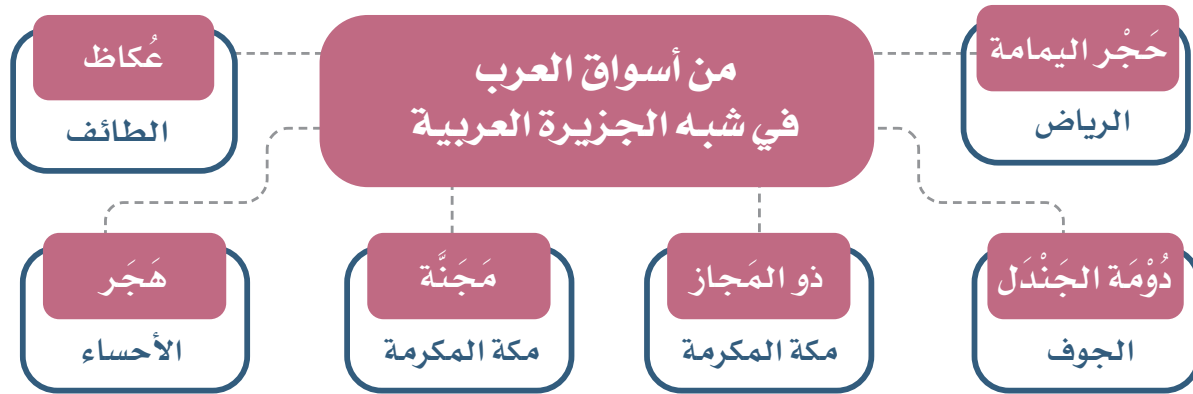 من أسواق العرب
في شبه الجزيرة العربية
حَجْر اليمامة
الرياض
عُكاظ
الطائف
دُوْمَة الجَنْدَل
الجوف
ذو المَجاز
مكة المكرمة
مَجَنَّة
مكة المكرمة
هَجَر
الأحساء